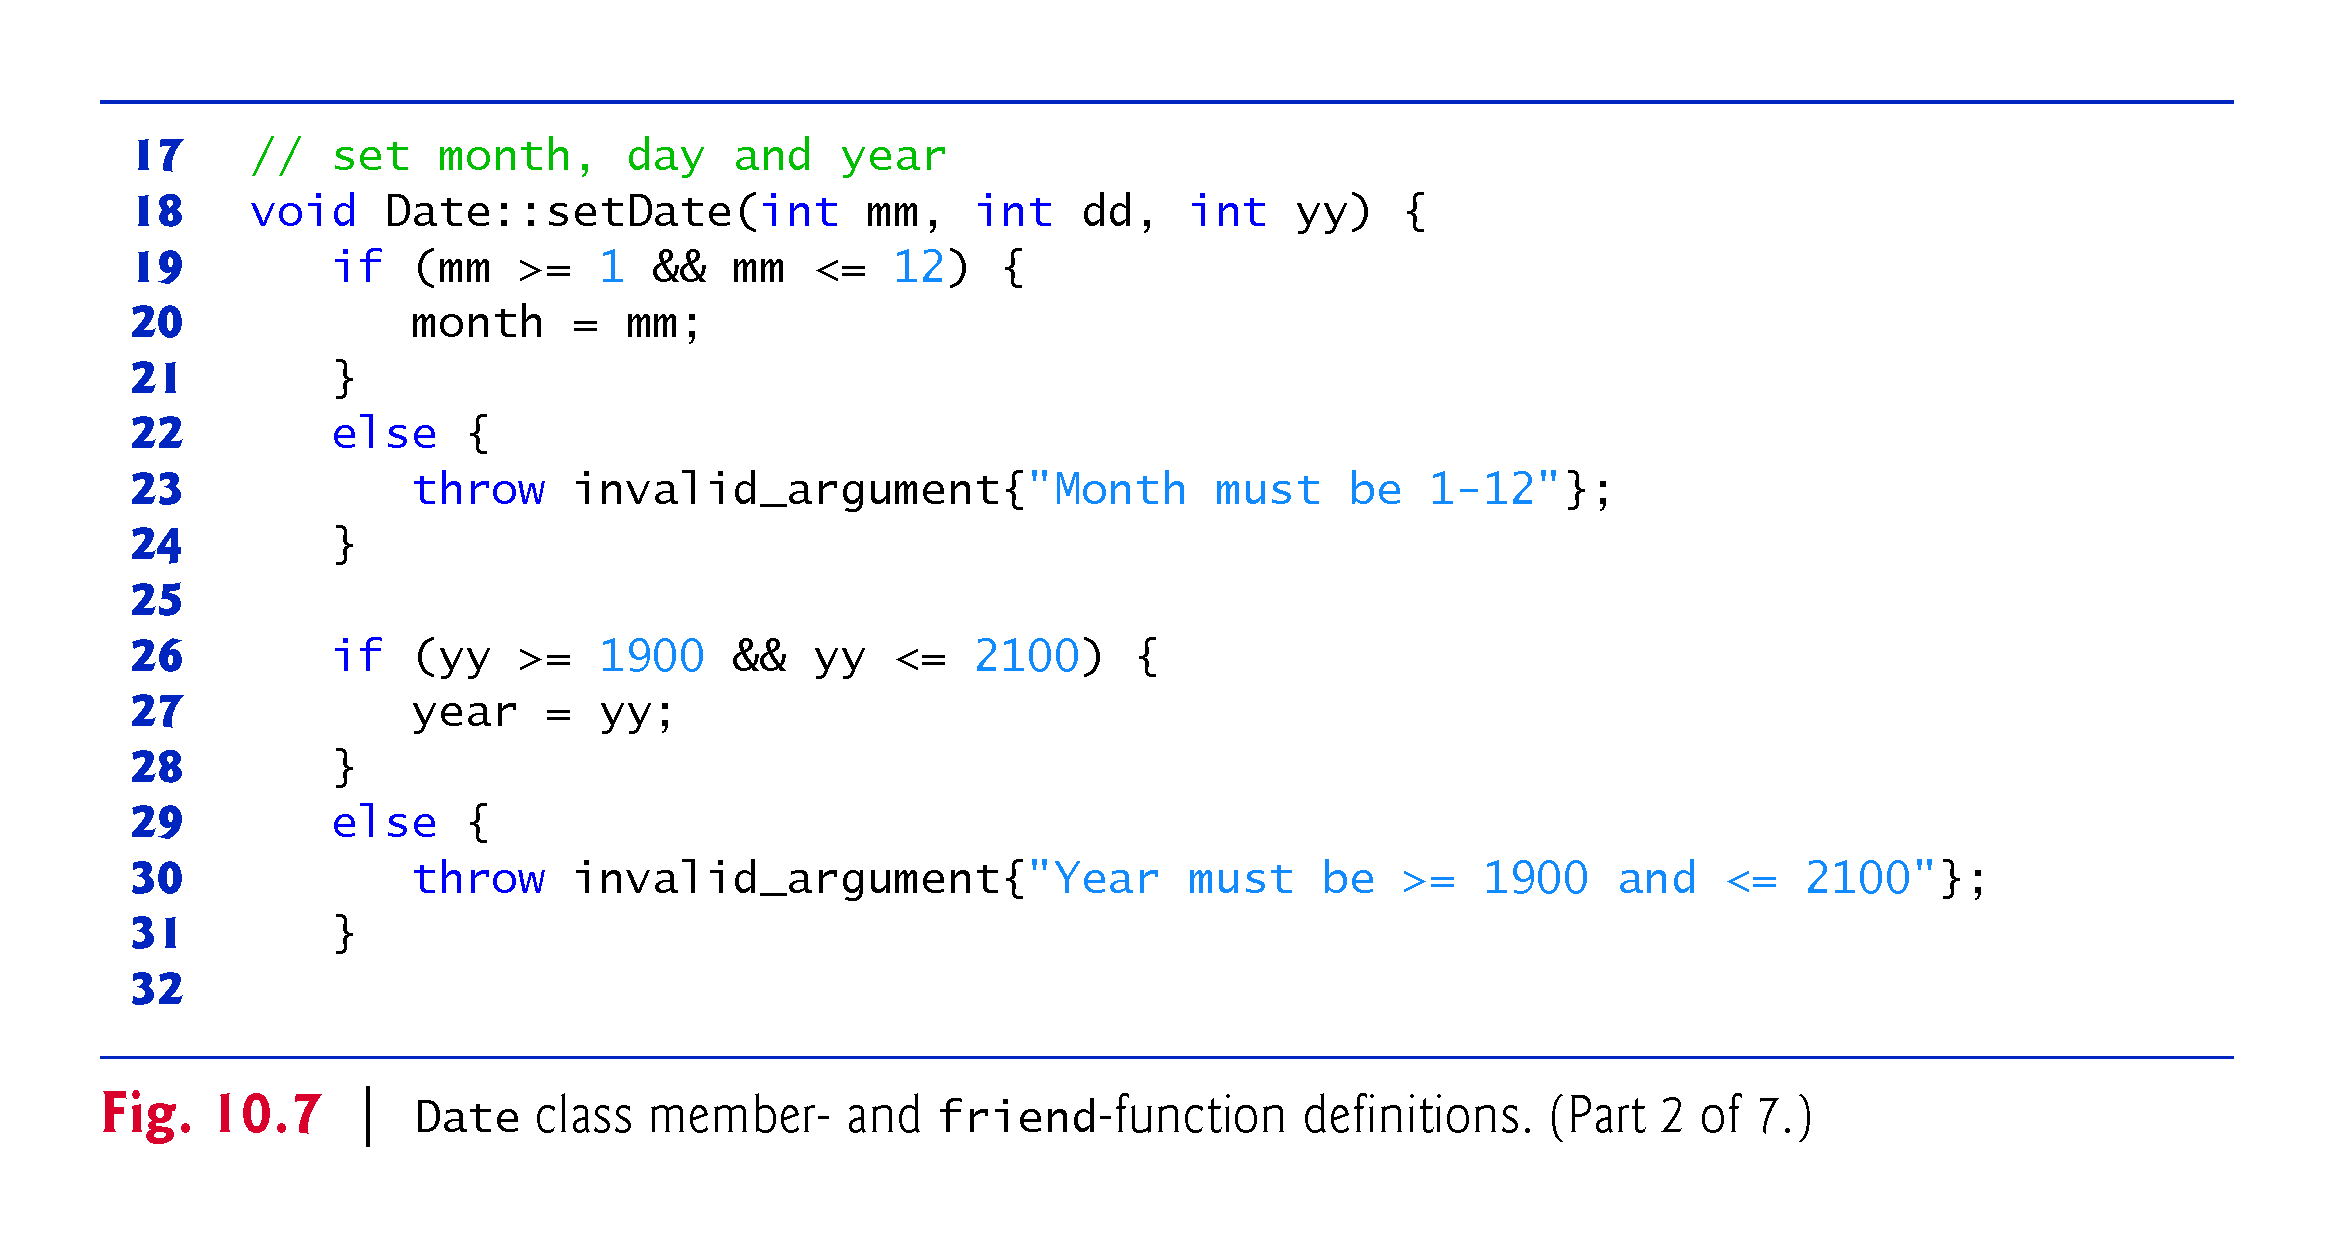 17 // set month, day and year
18 void Date::setDate(int mm, int dd, int yy) {
19    if (mm >= 1 && mm <= 12) {
20       month = mm;
21    }
22    else {
23       throw invalid_argument{"Month must be 1-12"};
24    }
25
26    if (yy >= 1900 && yy <= 2100) {
27       year = yy;
28    }
29    else {
30       throw invalid_argument{"Year must be >= 1900 and <= 2100"};
31    }
32
Fig. 10.7 | Date class member- and friend-function definitions. (Part 2 of 7.)